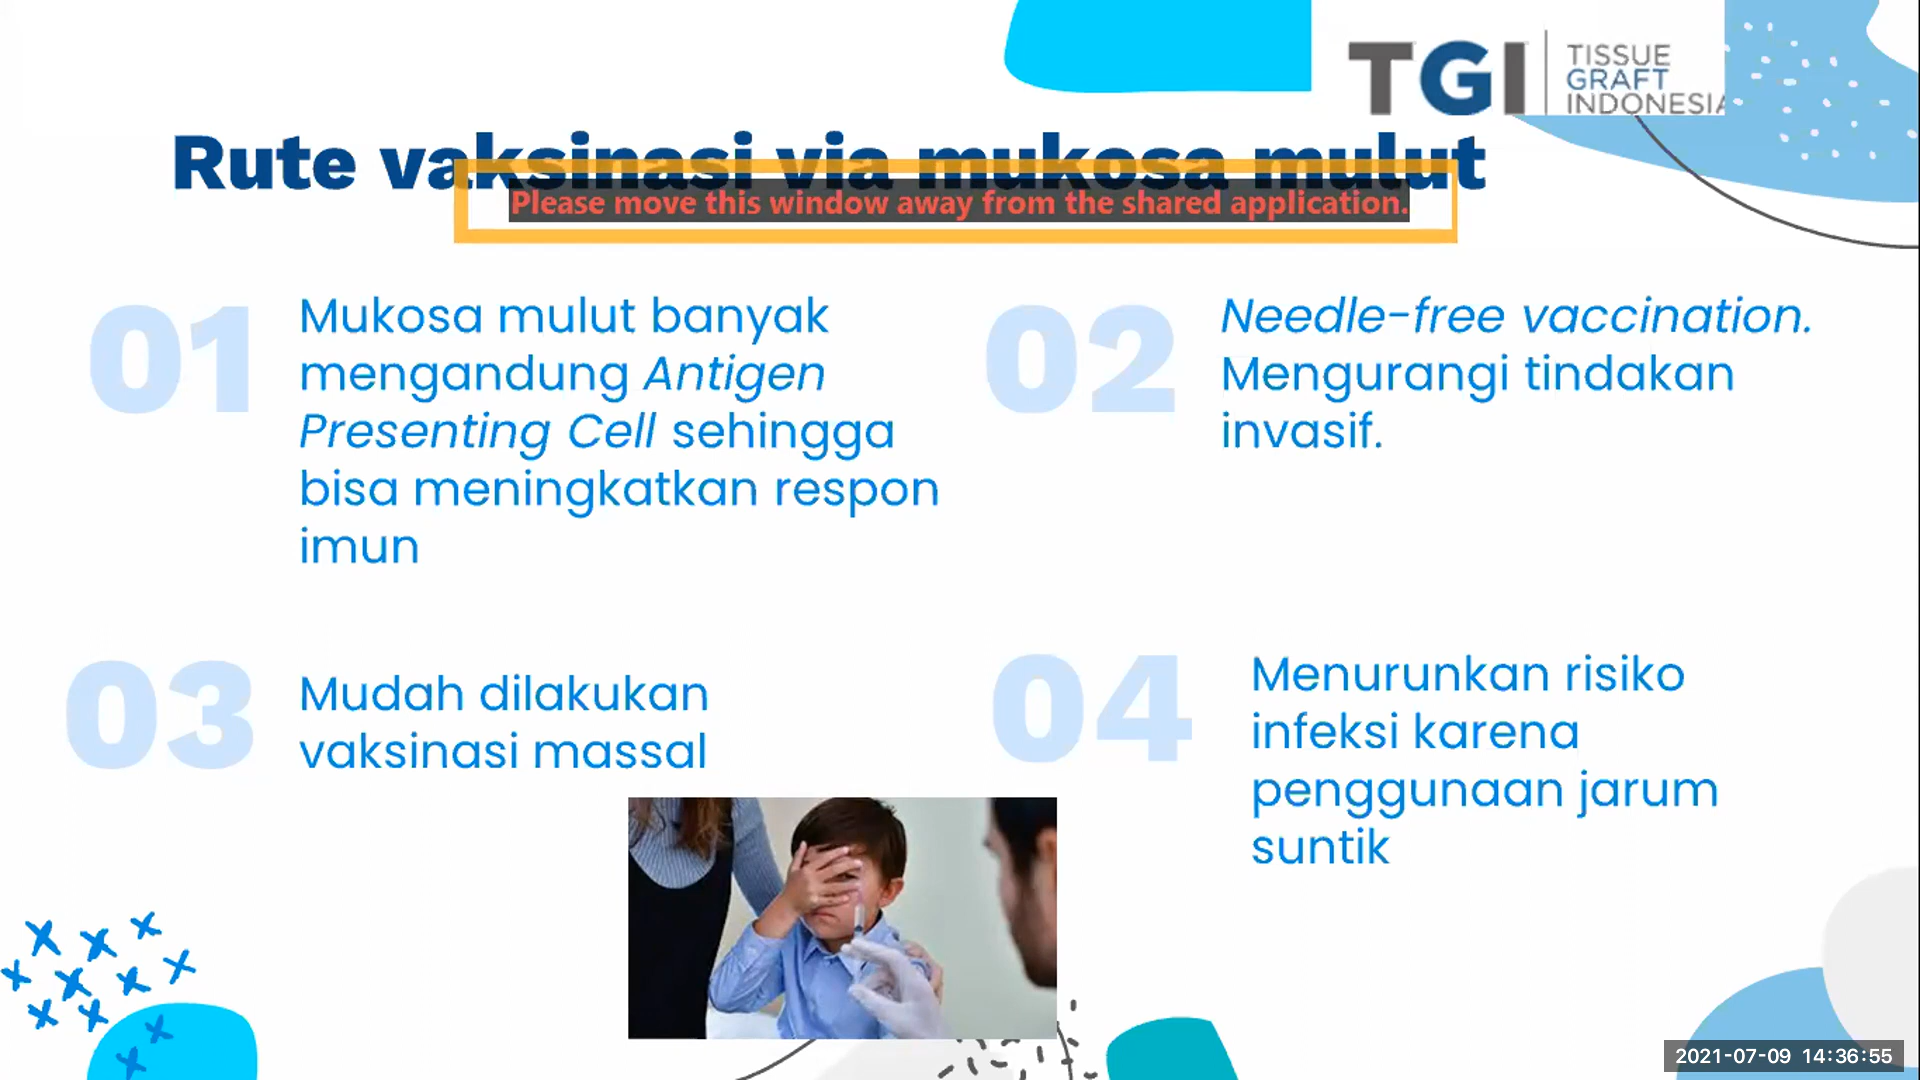 TGI
TISSUE
GRAFT
INDONESIA
Rute vaksinasi via mukosa mulut
Please move this window away from the shared application.
01
Mukosa mulut banyak
mengandung Antigen
Presenting Cell sehingga
bisa meningkatkan respon
imun
02
Needle-free vaccination.
Mengurangi tindakan
invasif.
03
Mudah dilakukan
vaksinasi massal
04
Menurunkan risiko
infeksi karena
penggunaan jarum
suntik
2021-07-09 14:36:55